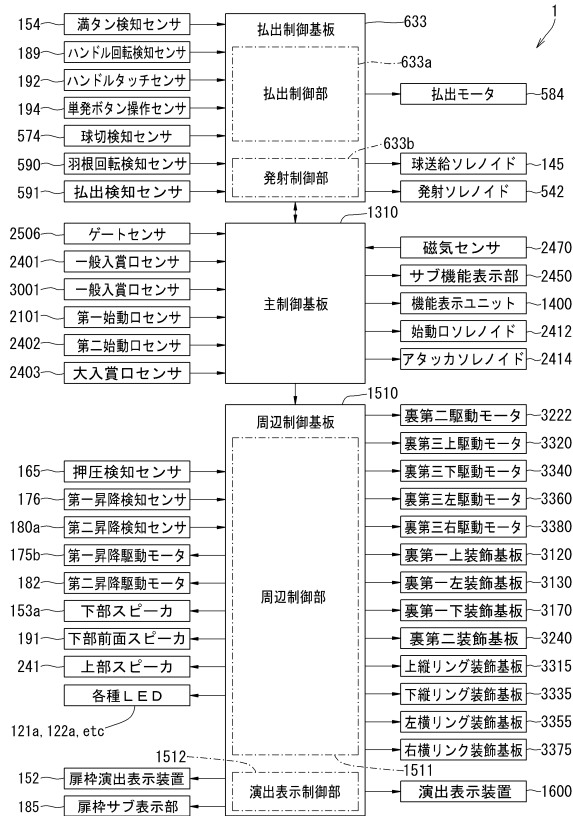 1
154 満タン検知センサ
189 ハンドル回転検知センサ
192 ハンドルタッチセンサ
194 単発ボタン操作センサ
574 球切検知センサ
590 羽根回転検知センサ
591 払出検知センサ
払出制御基板 633
633a
払出制御部
633b
発射制御部
払出モータ 584
球送給ソレノイド 145
発射ソレノイド 542
1310
2506 ゲートセンサ
2401 一般入賞口センサ
3001 一般入賞口センサ
2101 第一始動口センサ
2402 第二始動口センサ
2403 大入賞口センサ
主制御基板
磁気センサ 2470
サブ機能表示部 2450
機能表示ユニット 1400
始動口ソレノイド 2412
アタッカソレノイド 2414
1510
周辺制御基板
165 押圧検知センサ
176 第一昇降検知センサ
180a 第二昇降検知センサ
175b 第一昇降駆動モータ
182 第二昇降駆動モータ
153a 下部スピーカ
191 下部前面スピーカ
241 上部スピーカ
各種LED
121a, 122a, etc
周辺制御部
裏第二駆動モータ 3222
裏第三上駆動モータ 3320
裏第三下駆動モータ 3340
裏第三左駆動モータ 3360
裏第三右駆動モータ 3380
裏第一上装飾基板 3120
裏第一左装飾基板 3130
裏第一下装飾基板 3170
裏第二装飾基板 3240
上縦リング装飾基板 3315
下縦リング装飾基板 3335
左横リング装飾基板 3355
右横リンク装飾基板 3375
1512
1511
152 扉枠演出表示装置
185 扉枠サブ表示部
演出表示制御部
演出表示装置 1600